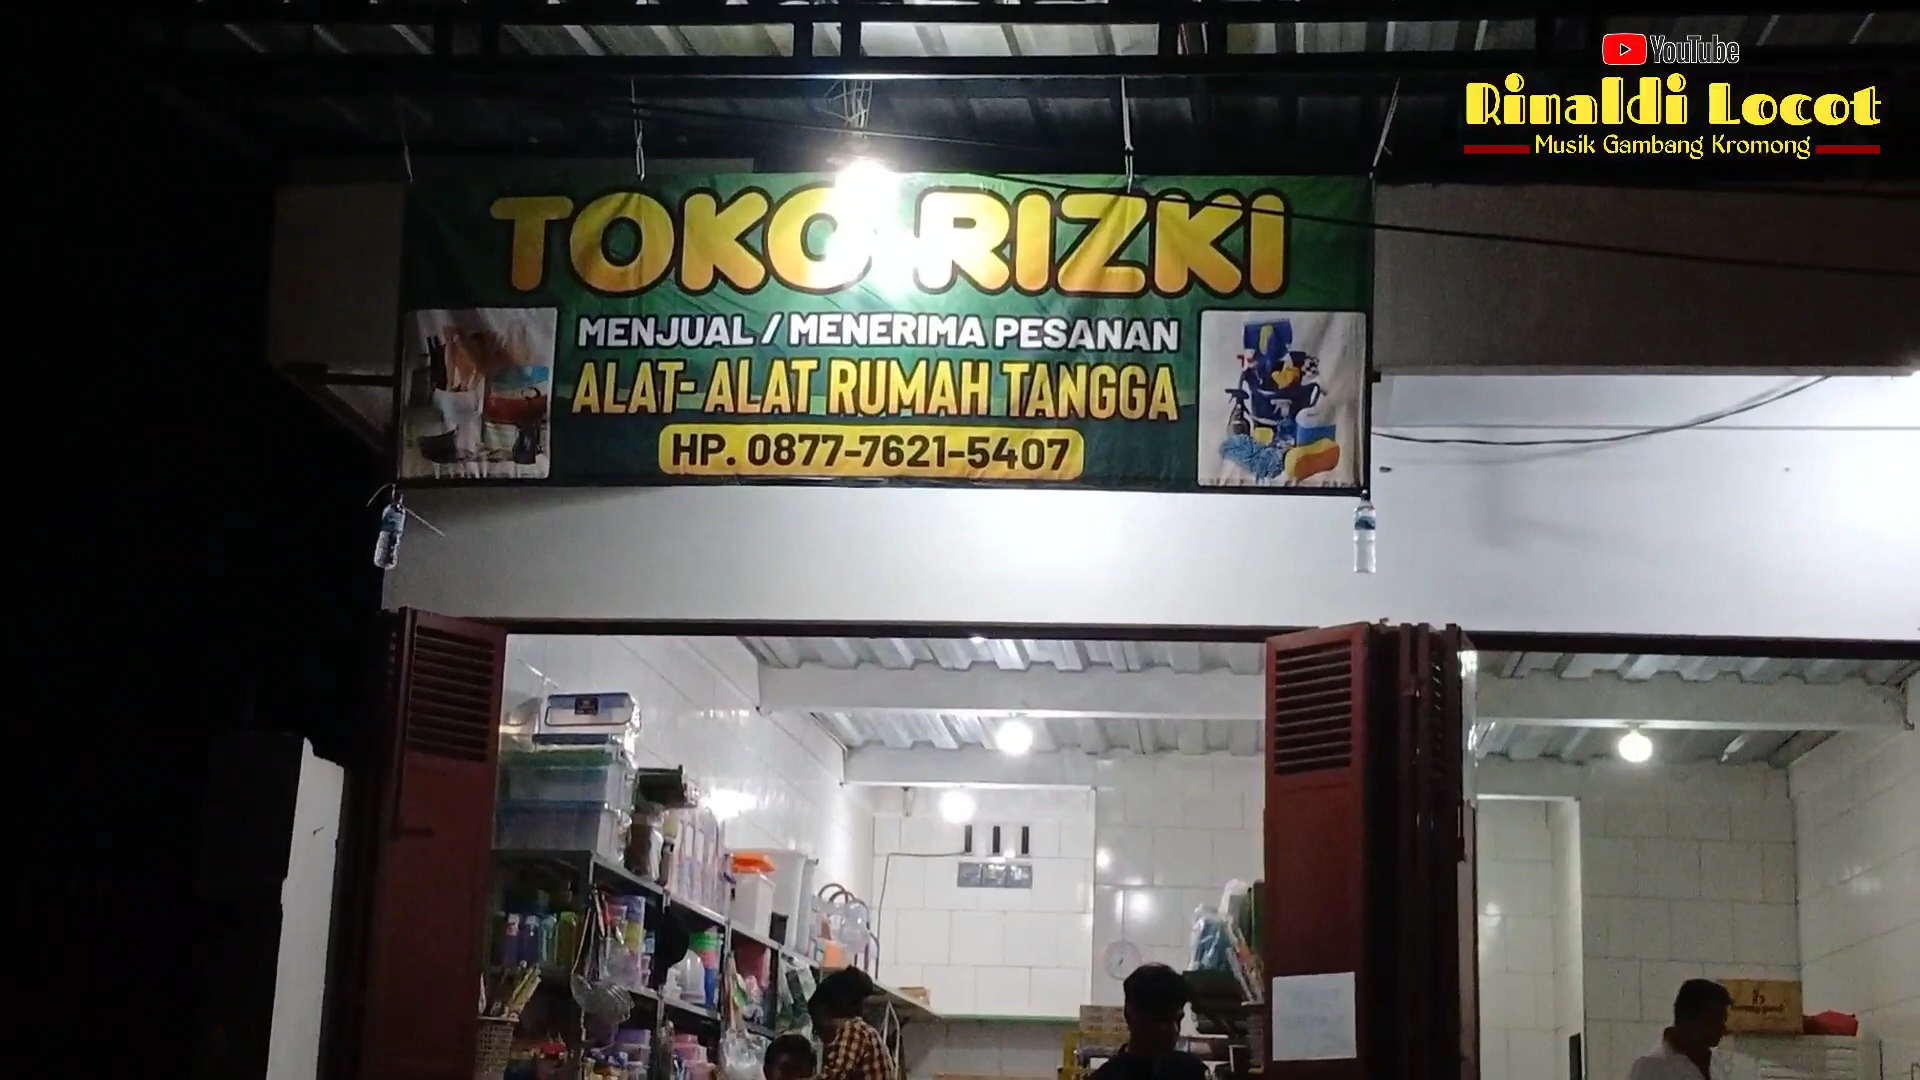 YouTube
Rinaldi Locot
Musik Gambang Kromong
TOKO RIZKI
MENJUAL / MENERIMA PESANAN
ALAT-ALAT RUMAH TANGGA
HP. 0877-7621-5407